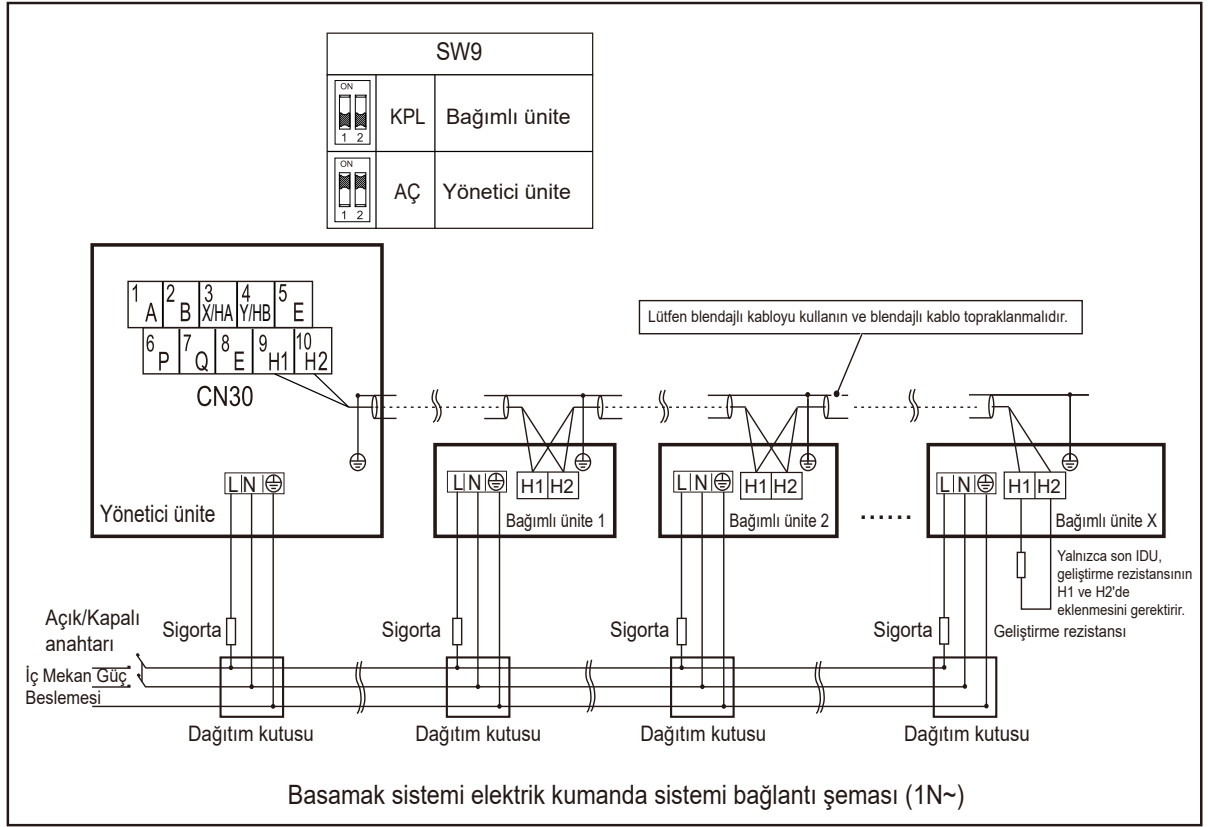 SW9
ON
1 2
KPL
Bağımlı ünite
ON
1 2
AÇ
Yönetici ünite
1 A
2 B
3 X/HA
4 Y/HB
5 E
6 P
7 Q
8 E
9 H1
10 H2
CN30
Lütfen blendajlı kabloyu kullanın ve blendajlı kablo topraklanmalıdır.
L N
Yönetici ünite
L N
H1 H2
Bağımlı ünite 1
L N
H1 H2
Bağımlı ünite 2
......
L N
H1 H2
Bağımlı ünite X
Yalnızca son IDU,
geliştirme rezistansının
H1 ve H2'de
eklenmesini gerektirir.
Geliştirme rezistansı
Açık/Kapalı
anahtarı
Sigorta
Sigorta
Sigorta
Sigorta
İç Mekan Güç
Beslemesi
Dağıtım kutusu
Dağıtım kutusu
Dağıtım kutusu
Dağıtım kutusu
Basamak sistemi elektrik kumanda sistemi bağlantı şeması (1N~)